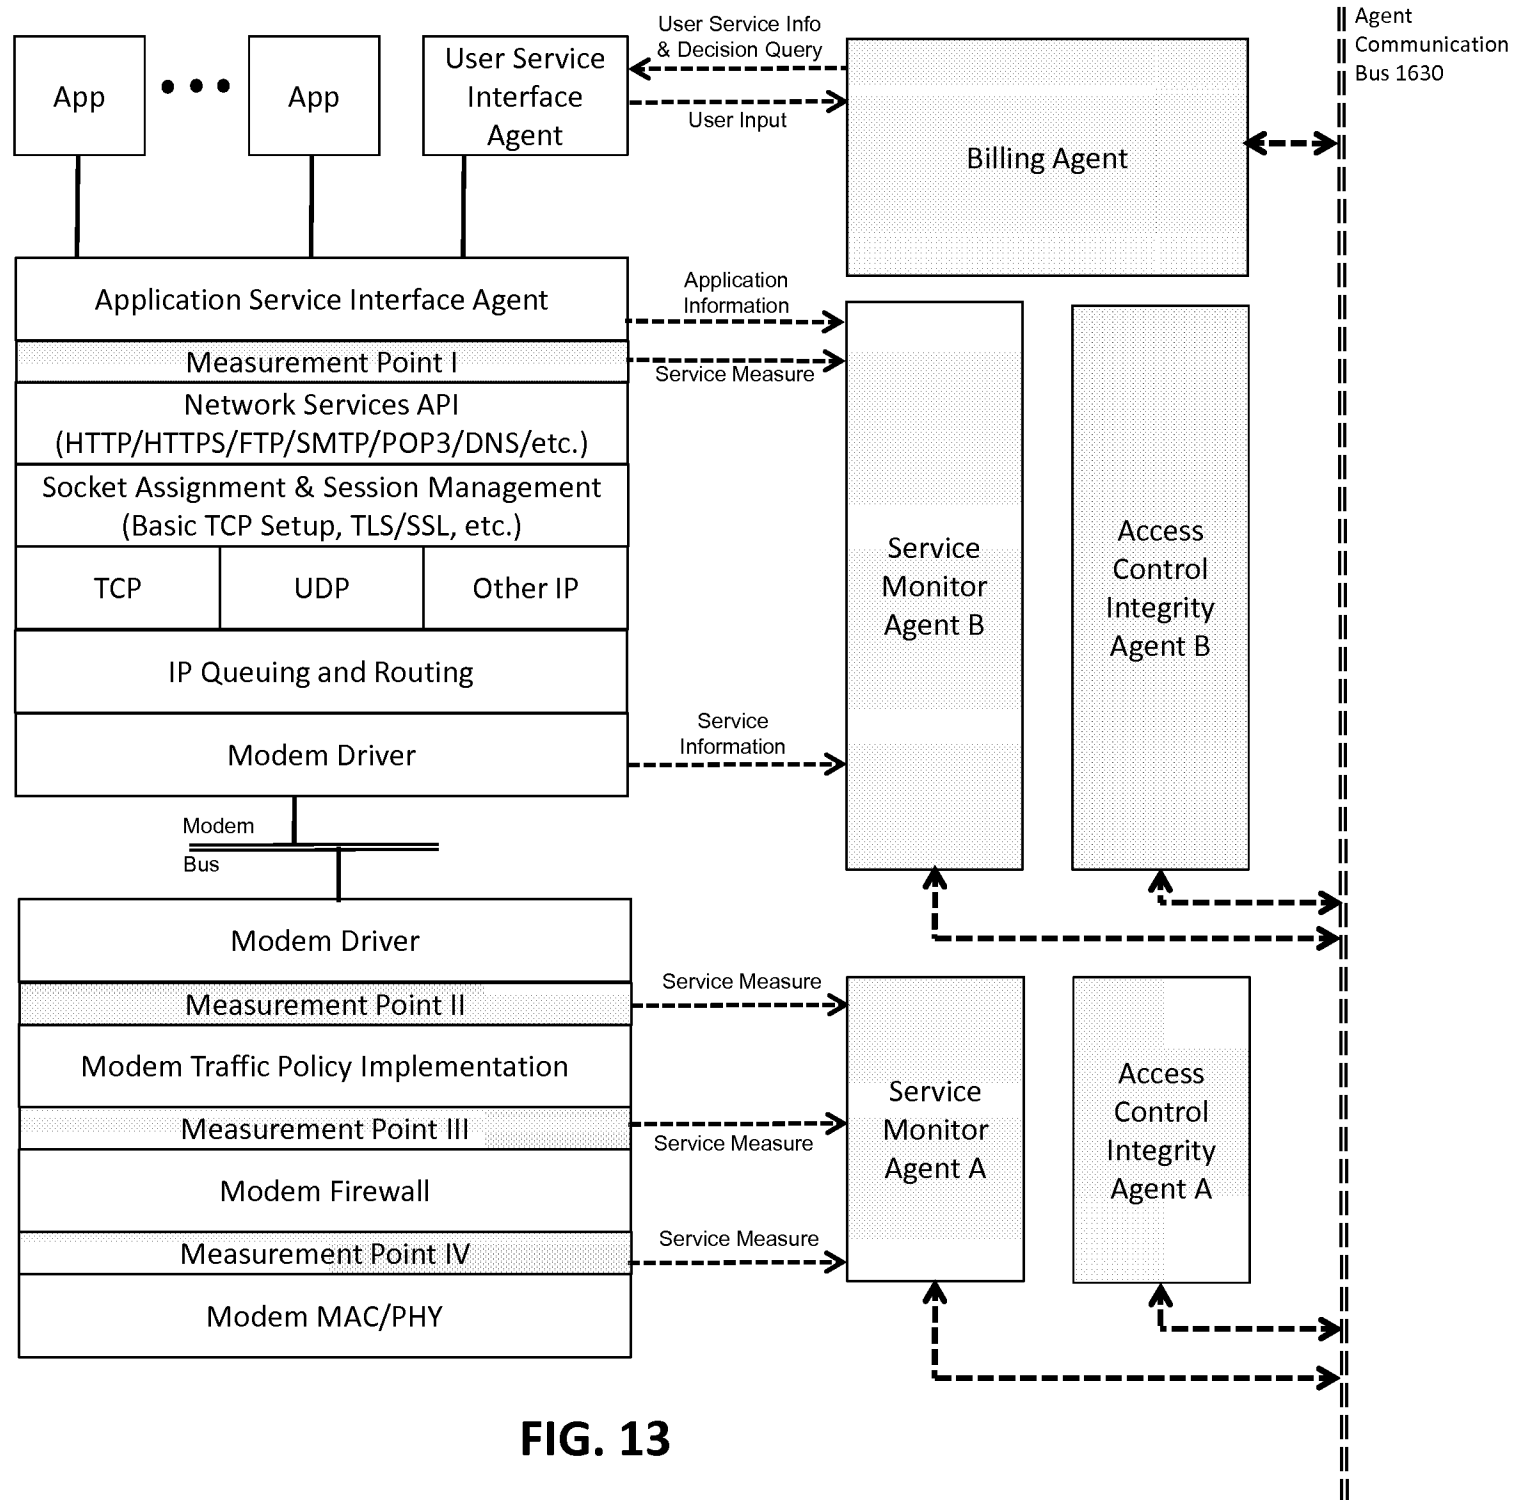 User Service Info
& Decision Query
User Input
Agent
Communication
Bus 1630
App
App
User Service
Interface
Agent
Billing Agent
Application Service Interface Agent
Application
Information
Measurement Point I
Service Measure
Network Services API
(HTTP/HTTPS/FTP/SMTP/POP3/DNS/etc.)
Socket Assignment & Session Management
(Basic TCP Setup, TLS/SSL, etc.)
TCP
UDP
Other IP
IP Queuing and Routing
Modem Driver
Service
Information
Service
Monitor
Agent B
Access
Control
Integrity
Agent B
Modem
Bus
Modem Driver
Measurement Point II
Service Measure
Modem Traffic Policy Implementation
Measurement Point III
Service Measure
Modem Firewall
Measurement Point IV
Service Measure
Modem MAC/PHY
Service
Monitor
Agent A
Access
Control
Integrity
Agent A
FIG. 13